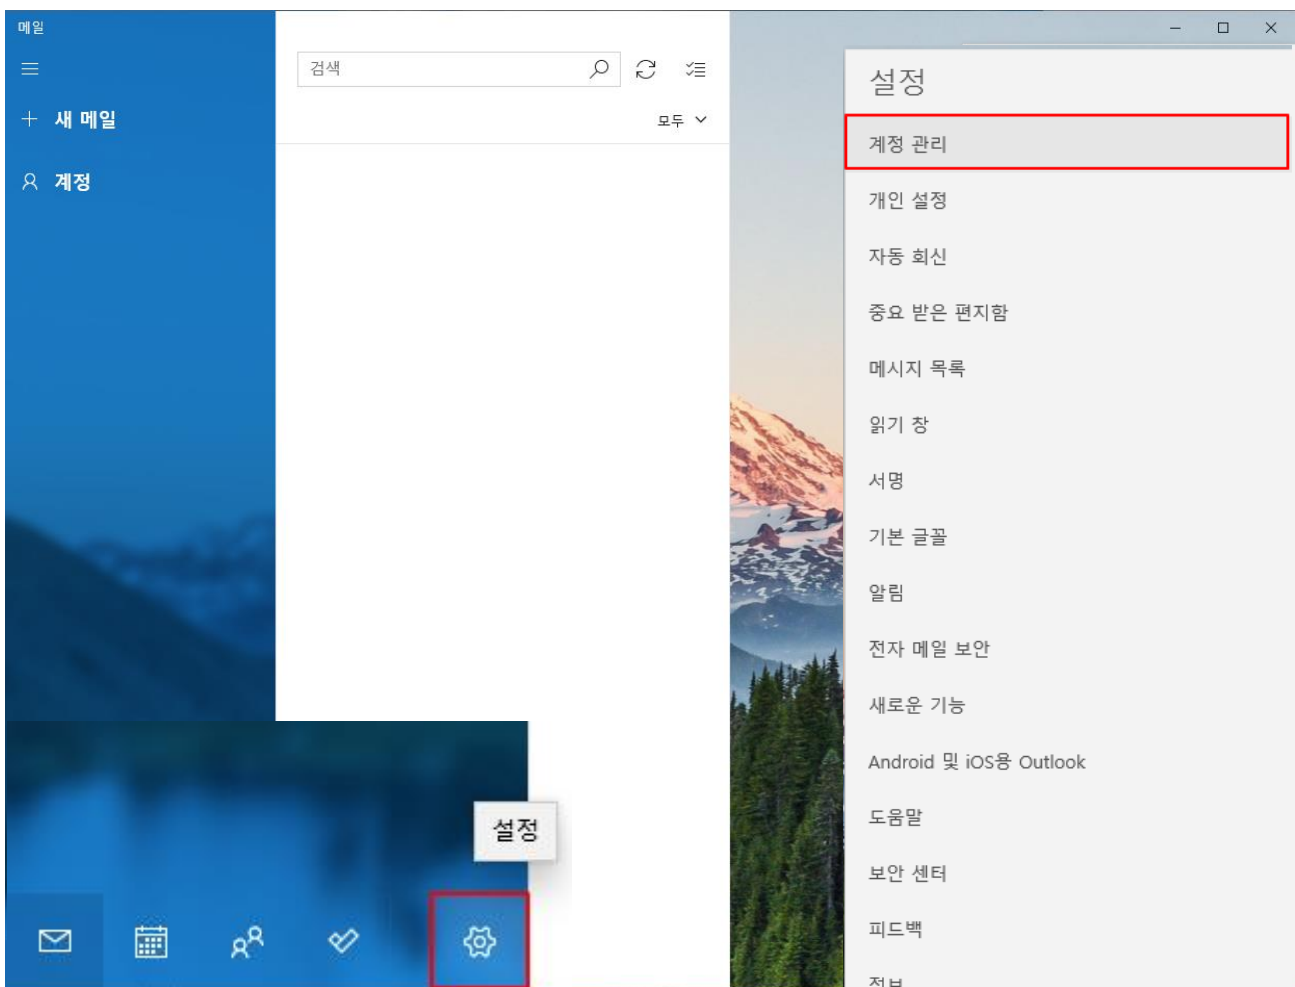 메일
검색
새 메일
모두
계정
설정
설정
계정 관리
개인 설정
자동 회신
중요 받은 편지함
메시지 목록
읽기 창
서명
기본 글꼴
알림
전자 메일 보안
새로운 기능
Android 및 iOS용 Outlook
도움말
보안 센터
피드백
정보